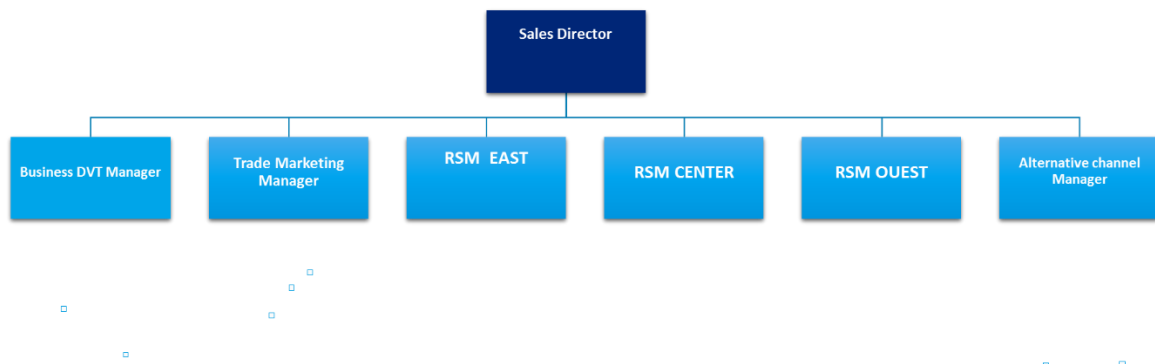 Sales Director
Business DVT Manager
Trade Marketing
Manager
RSM EAST
RSM CENTER
RSM OUEST
Alternative channel
Manager